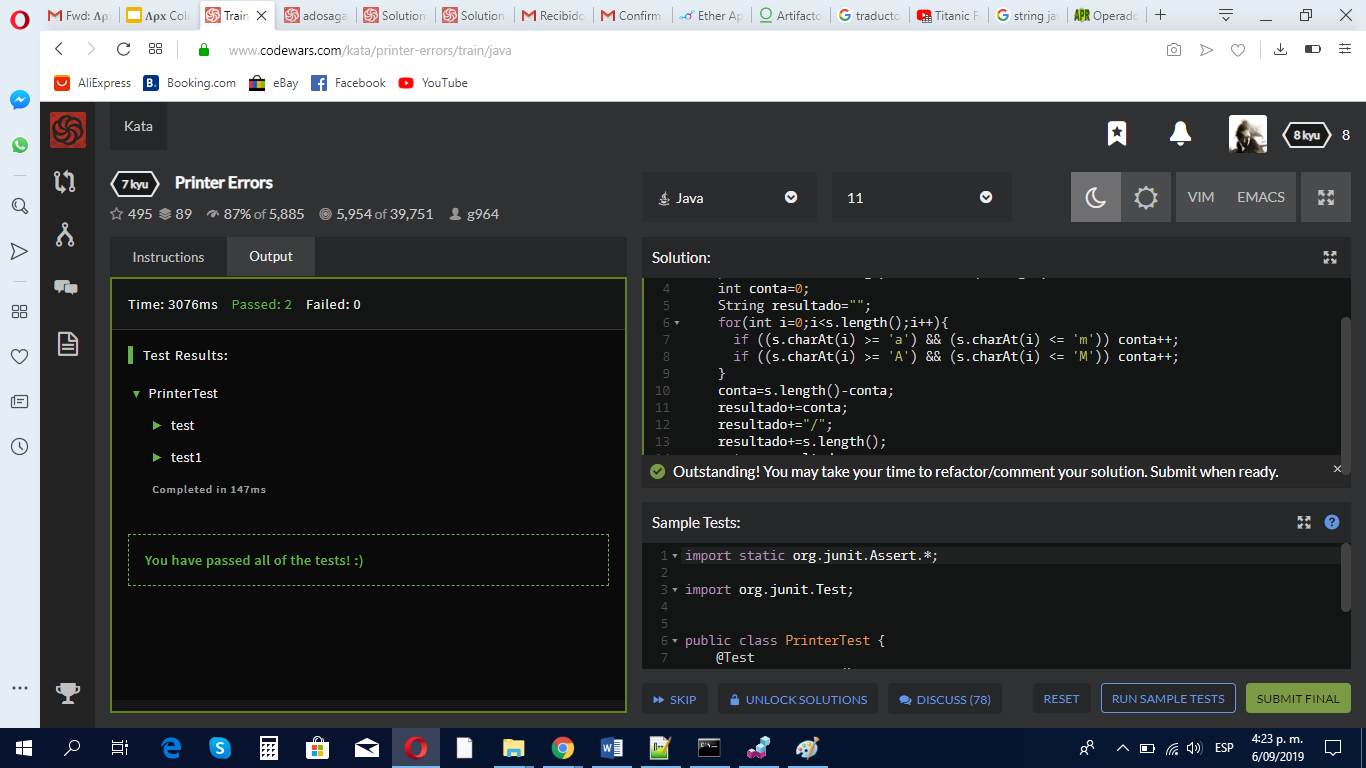 Fwd: Λp
Λpx Col
Train
adosaga
Solution
Solution
Recibido
Confirm
Ether Ap
Artifacto
traducto
Titanic F
string ja
Operado
www.codewars.com/kata/printer-errors/train/java
AliExpress
B.
Booking.com
eBay
Facebook
YouTube
Kata
8 kyu
8
7 kyu
Printer Errors
495
89
87% of 5,885
5,954 of 39,751
g964
Java
11
VIM
EMACS
Instructions
Output
Time: 3076ms Passed: 2 Failed: 0
Test Results:
PrinterTest
test
test1
Completed in 147ms
You have passed all of the tests! :)
Solution:
4 int conta=0;
5 String resultado="";
6 for(int i=0;i<s.length();i++){
7 if ((s.charAt(i) >= 'a') && (s.charAt(i) <= 'm')) conta++;
8 if ((s.charAt(i) >= 'A') && (s.charAt(i) <= 'M')) conta++;
9 }
10 conta=s.length()-conta;
11 resultado+=conta;
12 resultado+="/";
13 resultado+=s.length();
Outstanding! You may take your time to refactor/comment your solution. Submit when ready.
Sample Tests:
1 import static org.junit.Assert.*;
2
3 import org.junit.Test;
4
5
6 public class PrinterTest {
7 @Test
SKIP
UNLOCK SOLUTIONS
DISCUSS (78)
RESET
RUN SAMPLE TESTS
SUBMIT FINAL
ESP
4:23 p. m.
6/09/2019